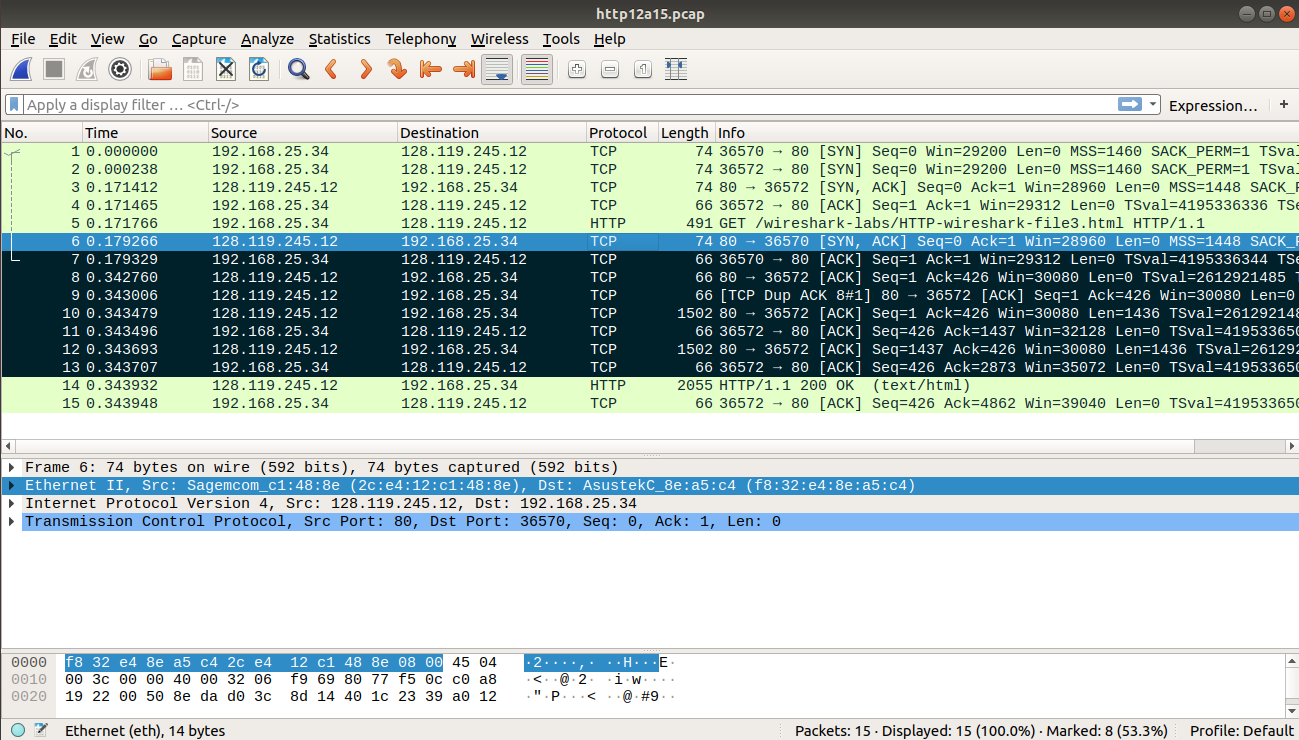 http12a15.pcap
File Edit View Go Capture Analyze Statistics Telephony Wireless Tools Help
Apply a display filter … <Ctrl-/> Expression… +
No. Time Source Destination Protocol Length Info
1 0.000000 192.168.25.34 128.119.245.12 TCP 74 36570 → 80 [SYN] Seq=0 Win=29200 Len=0 MSS=1460 SACK_PERM=1 TSval
2 0.000238 192.168.25.34 128.119.245.12 TCP 74 36572 → 80 [SYN] Seq=0 Win=29200 Len=0 MSS=1460 SACK_PERM=1 TSval
3 0.171412 128.119.245.12 192.168.25.34 TCP 74 80 → 36572 [SYN, ACK] Seq=0 Ack=1 Win=28960 Len=0 MSS=1448 SACK_P
4 0.171465 192.168.25.34 128.119.245.12 TCP 66 36572 → 80 [ACK] Seq=1 Ack=1 Win=29312 Len=0 TSval=4195336336 TSe
5 0.171766 192.168.25.34 128.119.245.12 HTTP 491 GET /wireshark-labs/HTTP-wireshark-file3.html HTTP/1.1
6 0.179266 128.119.245.12 192.168.25.34 TCP 74 80 → 36570 [SYN, ACK] Seq=0 Ack=1 Win=28960 Len=0 MSS=1448 SACK_P
7 0.179329 192.168.25.34 128.119.245.12 TCP 66 36570 → 80 [ACK] Seq=1 Ack=1 Win=29312 Len=0 TSval=4195336344 TSe
8 0.342760 128.119.245.12 192.168.25.34 TCP 66 80 → 36572 [ACK] Seq=1 Ack=426 Win=30080 Len=0 TSval=2612921485 T
9 0.343006 128.119.245.12 192.168.25.34 TCP 66 [TCP Dup ACK 8#1] 80 → 36572 [ACK] Seq=1 Ack=426 Win=30080 Len=0
10 0.343479 128.119.245.12 192.168.25.34 TCP 1502 80 → 36572 [ACK] Seq=1 Ack=426 Win=30080 Len=1436 TSval=261292148
11 0.343496 192.168.25.34 128.119.245.12 TCP 66 36572 → 80 [ACK] Seq=426 Ack=1437 Win=32128 Len=0 TSval=419533650
12 0.343693 128.119.245.12 192.168.25.34 TCP 1502 80 → 36572 [ACK] Seq=1437 Ack=426 Win=30080 Len=1436 TSval=261292
13 0.343707 192.168.25.34 128.119.245.12 TCP 66 36572 → 80 [ACK] Seq=426 Ack=2873 Win=35072 Len=0 TSval=419533650
14 0.343932 128.119.245.12 192.168.25.34 HTTP 2055 HTTP/1.1 200 OK (text/html)
15 0.343948 192.168.25.34 128.119.245.12 TCP 66 36572 → 80 [ACK] Seq=426 Ack=4862 Win=39040 Len=0 TSval=419533650
Frame 6: 74 bytes on wire (592 bits), 74 bytes captured (592 bits)
Ethernet II, Src: Sagemcom_c1:48:8e (2c:e4:12:c1:48:8e), Dst: AsustekC_8e:a5:c4 (f8:32:e4:8e:a5:c4)
Internet Protocol Version 4, Src: 128.119.245.12, Dst: 192.168.25.34
Transmission Control Protocol, Src Port: 80, Dst Port: 36570, Seq: 0, Ack: 1, Len: 0
0000 f8 32 e4 8e a5 c4 2c e4 12 c1 48 8e 08 00 45 04 ·2····,· ··H···E·
0010 00 3c 00 00 40 00 32 06 f9 69 80 77 f5 0c c0 a8 ·<··@·2· ·i·w····
0020 19 22 00 50 8e da d0 3c 8d 14 40 1c 23 39 a0 12 ·"·P···< ··@·#9··
Ethernet (eth), 14 bytes Packets: 15 · Displayed: 15 (100.0%) · Marked: 8 (53.3%) Profile: Default